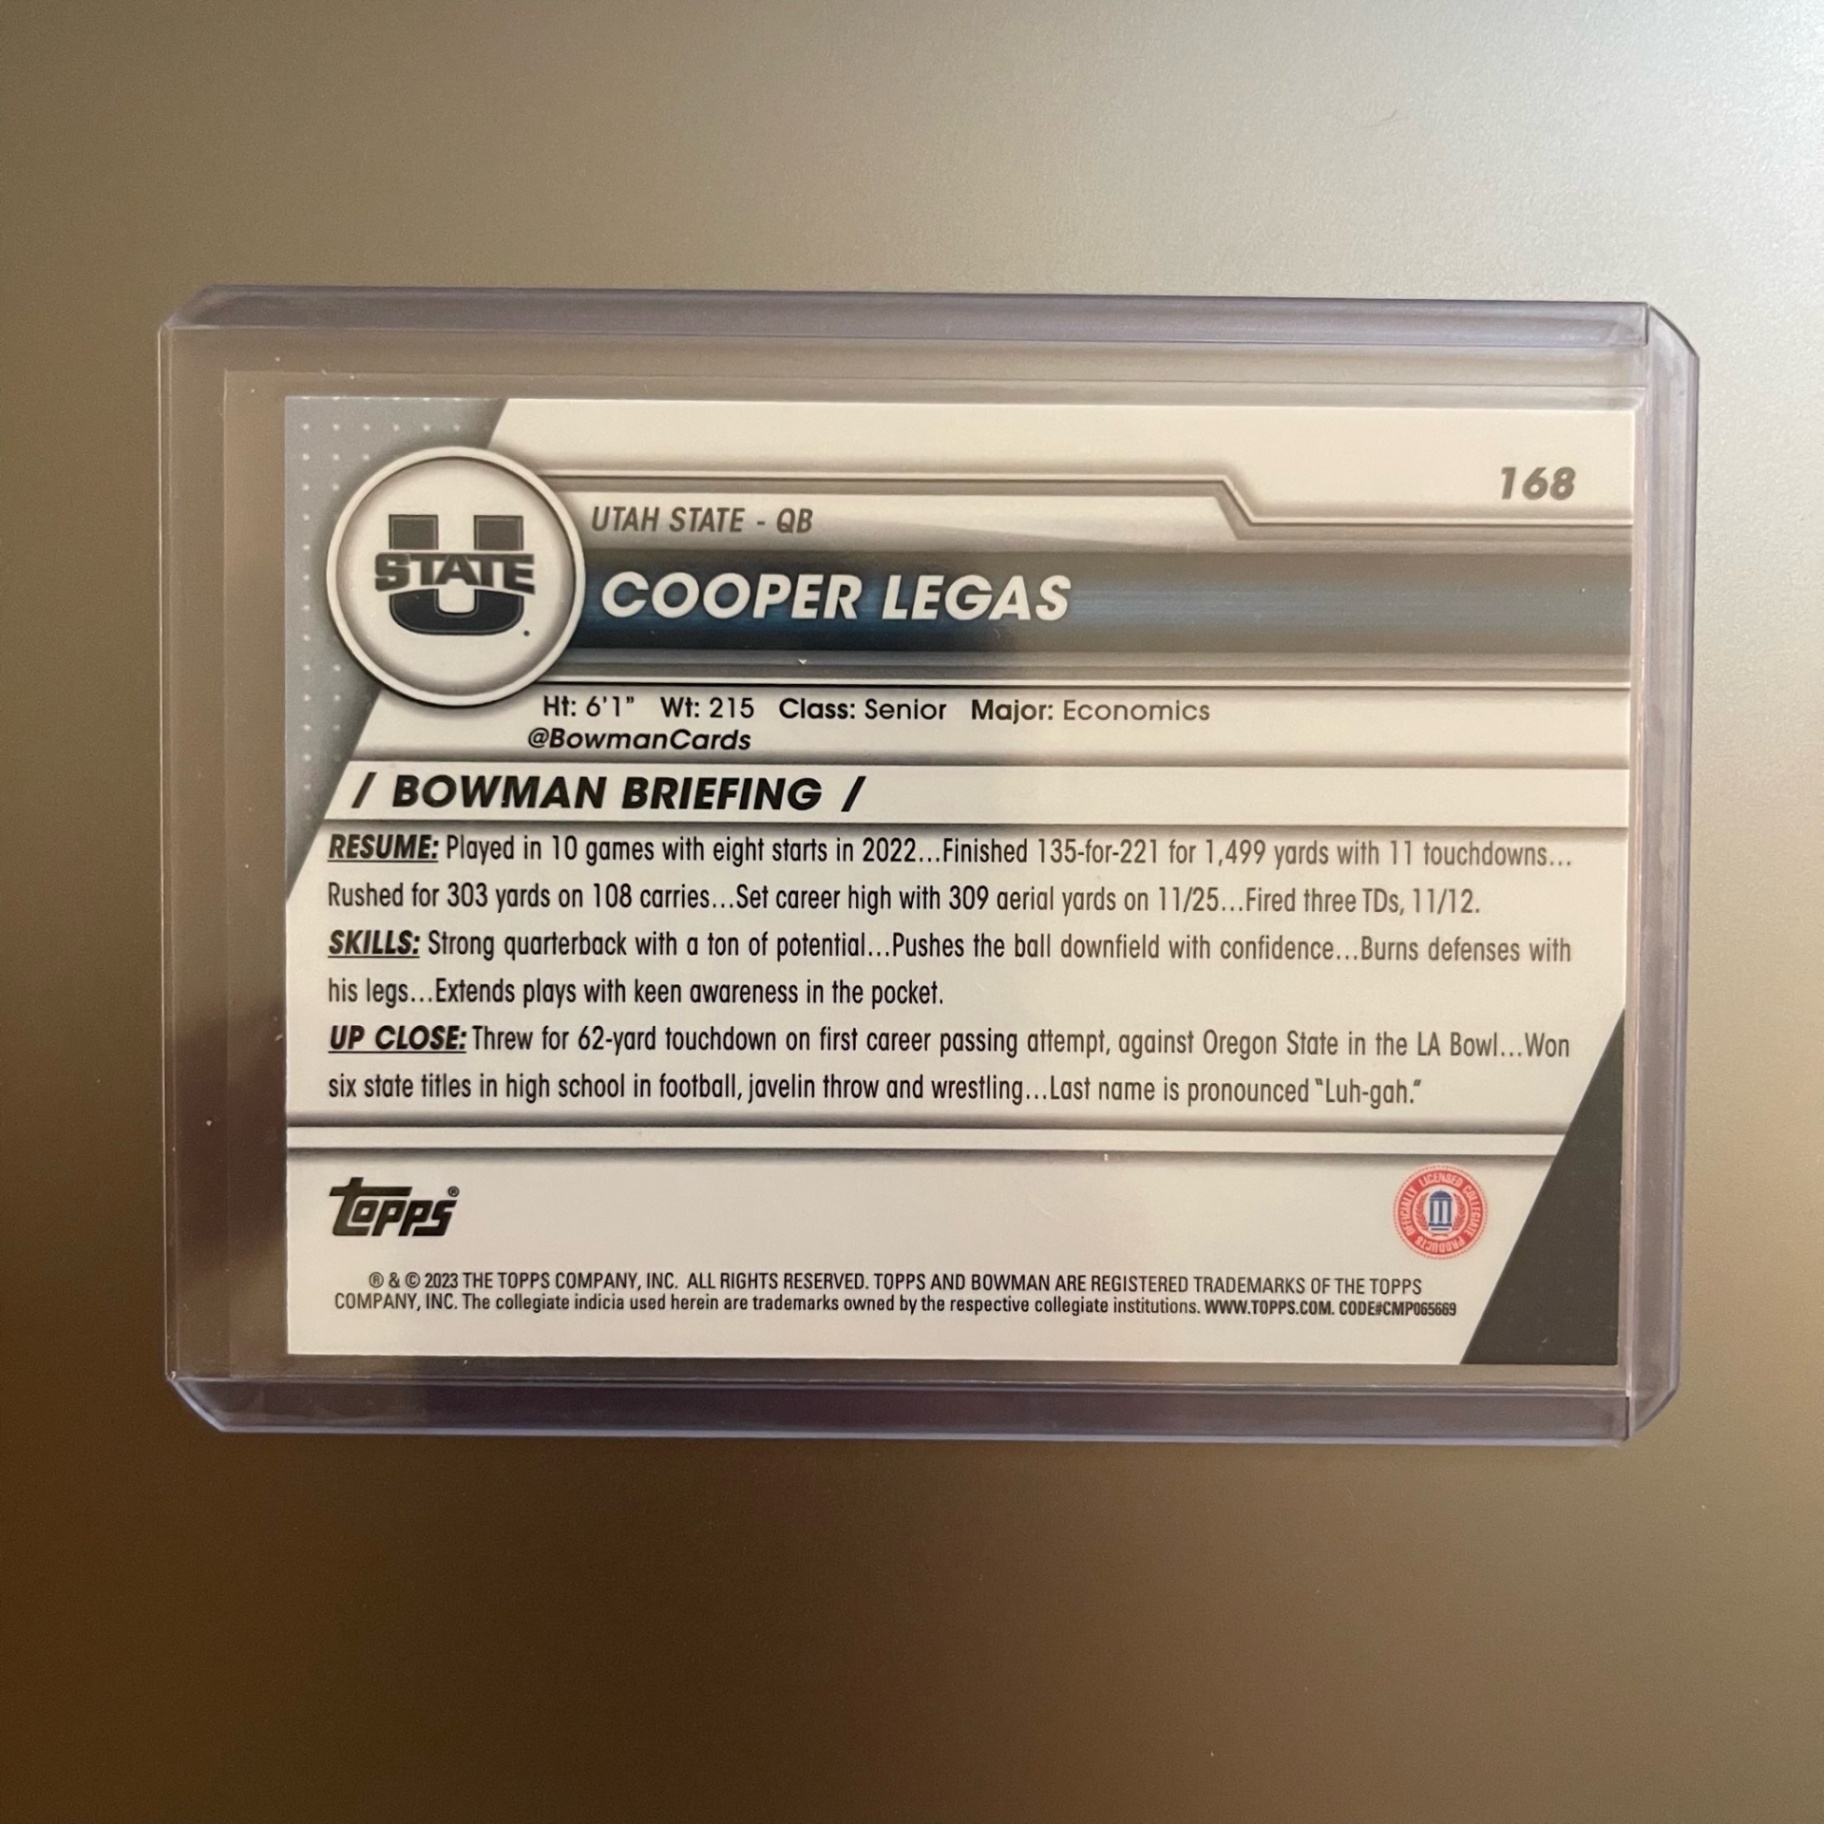 168
UTAH STATE - QB
U STATE
COOPER LEGAS
Ht: 6'1" Wt: 215 Class: Senior Major: Economics
@BowmanCards
/ BOWMAN BRIEFING /
RESUME: Played in 10 games with eight starts in 2022...Finished 135-for-221 for 1,499 yards with 11 touchdowns...
Rushed for 303 yards on 108 carries...Set career high with 309 aerial yards on 11/25...Fired three TDs, 11/12.
SKILLS: Strong quarterback with a ton of potential...Pushes the ball downfield with confidence...Burns defenses with
his legs...Extends plays with keen awareness in the pocket.
UP CLOSE: Threw for 62-yard touchdown on first career passing attempt, against Oregon State in the LA Bowl...Won
six state titles in high school in football, javelin throw and wrestling...Last name is pronounced "Luh-gah."
topps®
OFFICIALLY LICENSED COLLEGIATE PRODUCTS
® & © 2023 THE TOPPS COMPANY, INC. ALL RIGHTS RESERVED. TOPPS AND BOWMAN ARE REGISTERED TRADEMARKS OF THE TOPPS
COMPANY, INC. The collegiate indicia used herein are trademarks owned by the respective collegiate institutions. WWW.TOPPS.COM. CODE#CMP065669